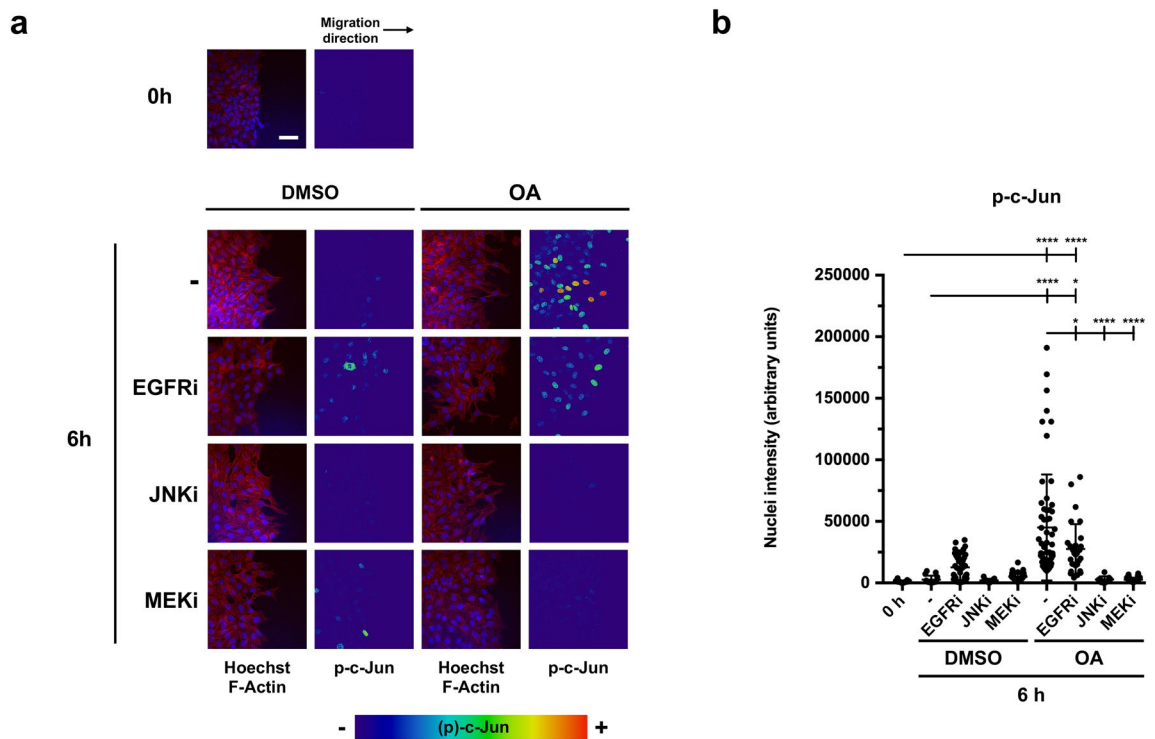 a
Migration
direction
0h
DMSO
OA
-
EGFRi
6h
JNKi
MEKi
Hoechst
F-Actin
p-c-Jun
Hoechst
F-Actin
p-c-Jun
- (p)-c-Jun +
b
p-c-Jun
**** ****
**** *
* **** ****
Nuclei intensity (arbitrary units)
250000
200000
150000
100000
50000
0
0 h
-
EGFRi
JNKi
MEKi
-
EGFRi
JNKi
MEKi
DMSO
OA
6 h